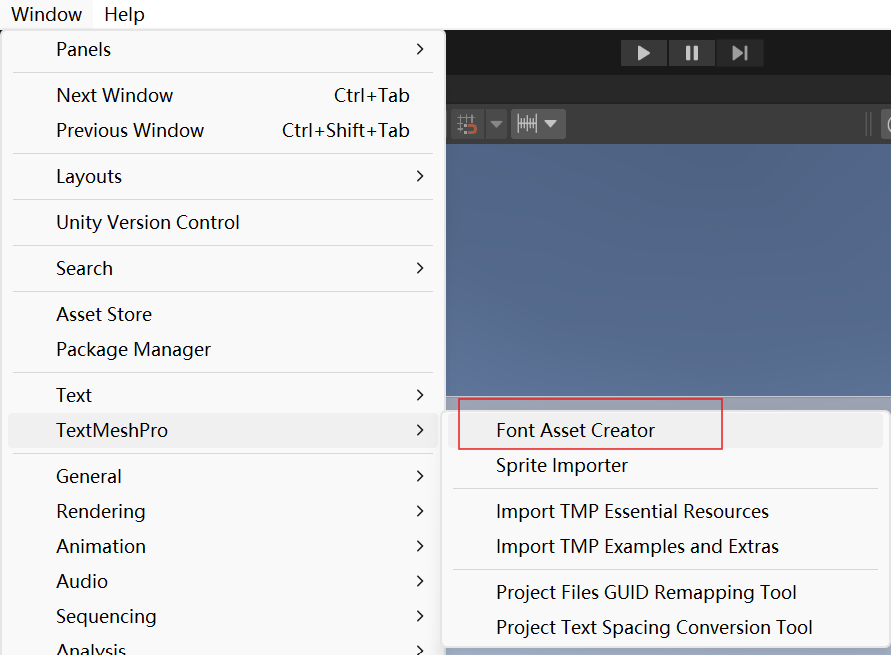 Window Help
Panels
Next Window Ctrl+Tab
Previous Window Ctrl+Shift+Tab
Layouts
Unity Version Control
Search
Asset Store
Package Manager
Text
TextMeshPro
General
Rendering
Animation
Audio
Sequencing
Analysis
Font Asset Creator
Sprite Importer
Import TMP Essential Resources
Import TMP Examples and Extras
Project Files GUID Remapping Tool
Project Text Spacing Conversion Tool